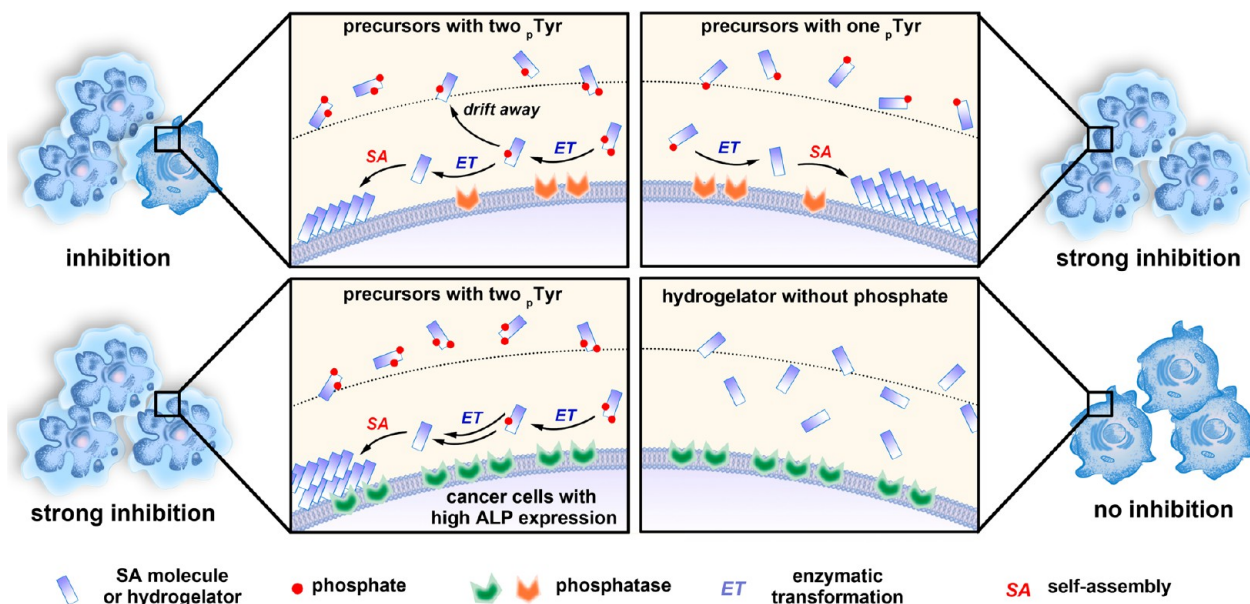 precursors with two pTyr
drift away
SA
ET
ET
inhibition
precursors with one pTyr
ET
SA
strong inhibition
precursors with two pTyr
SA
ET
ET
cancer cells with
high ALP expression
strong inhibition
hydrogelator without phosphate
no inhibition
SA molecule
or hydrogelator
phosphate
phosphatase
ET
enzymatic
transformation
SA
self-assembly